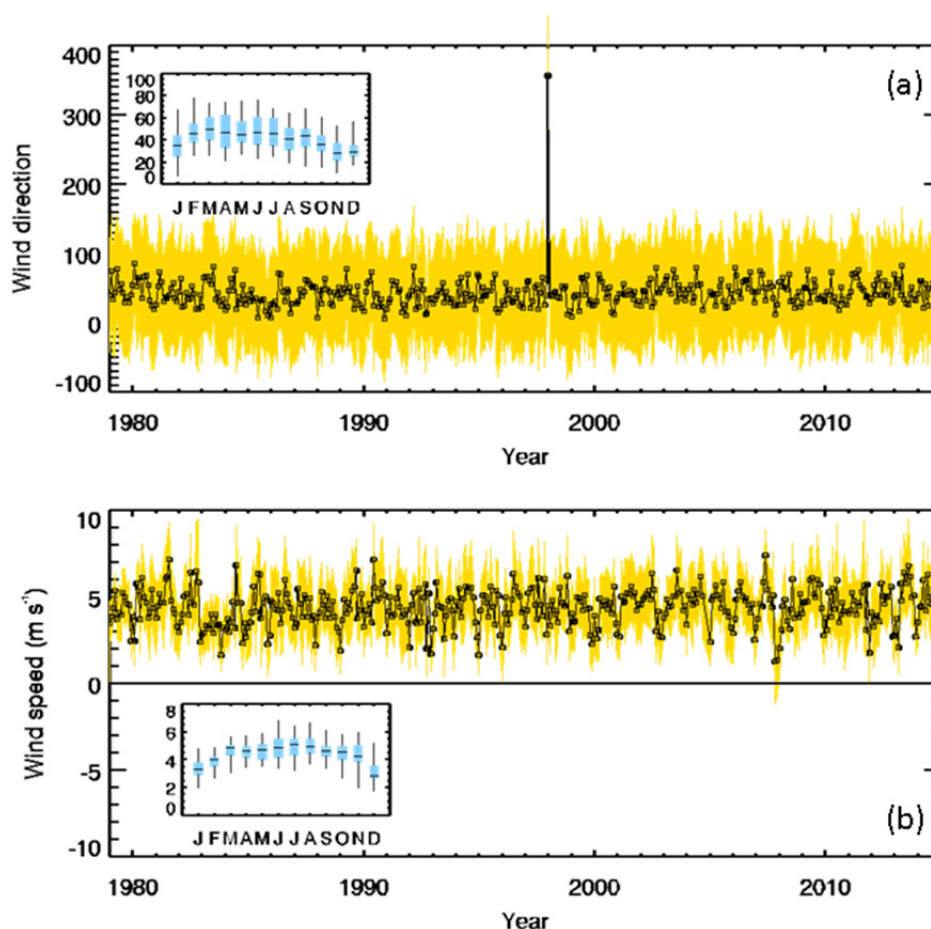 (a)
Wind direction
400
300
200
100
0
-100
100
80
60
40
20
0
J F M A M J J A S O N D
1980 1990 2000 2010
Year
(b)
Wind speed (m s⁻¹)
10
5
0
-5
-10
8
6
4
2
0
J F M A M J J A S O N D
1980 1990 2000 2010
Year